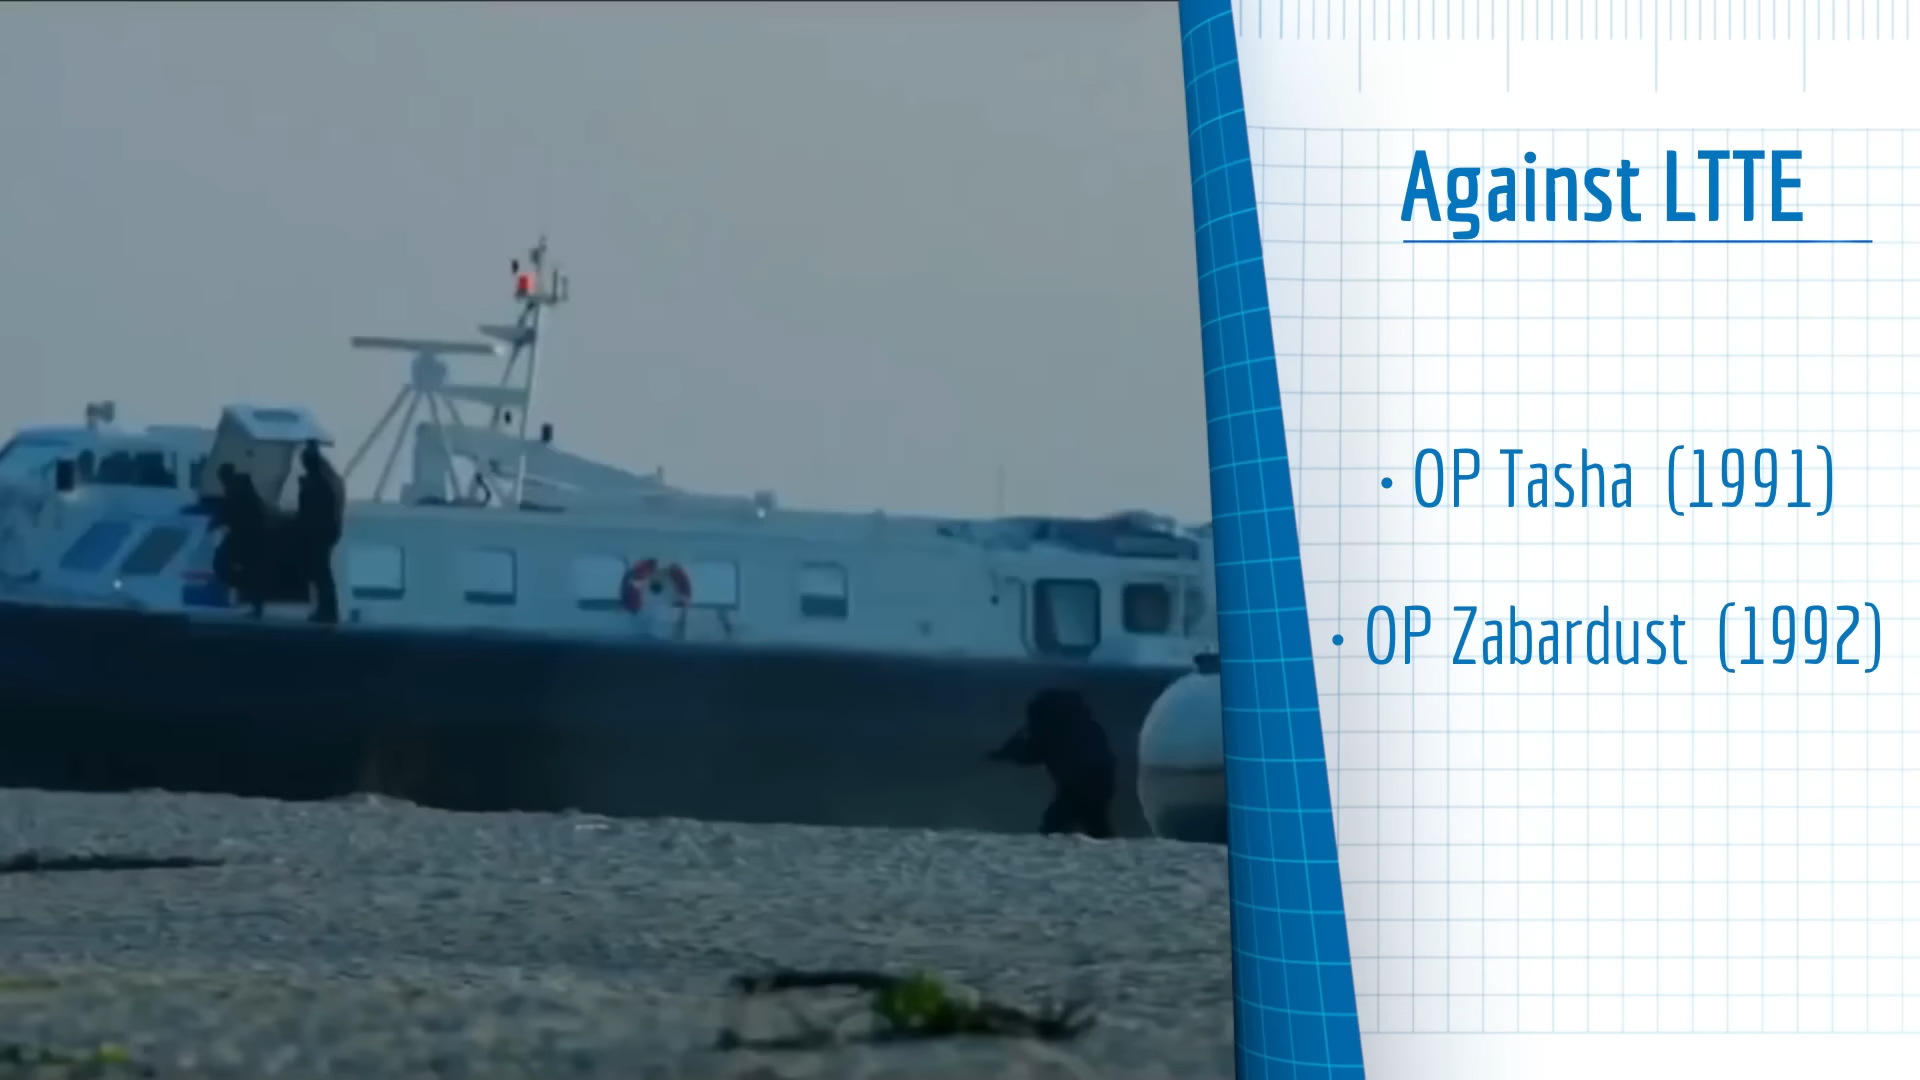 Against LTTE
• OP Tasha (1991)
• OP Zabardust (1992)